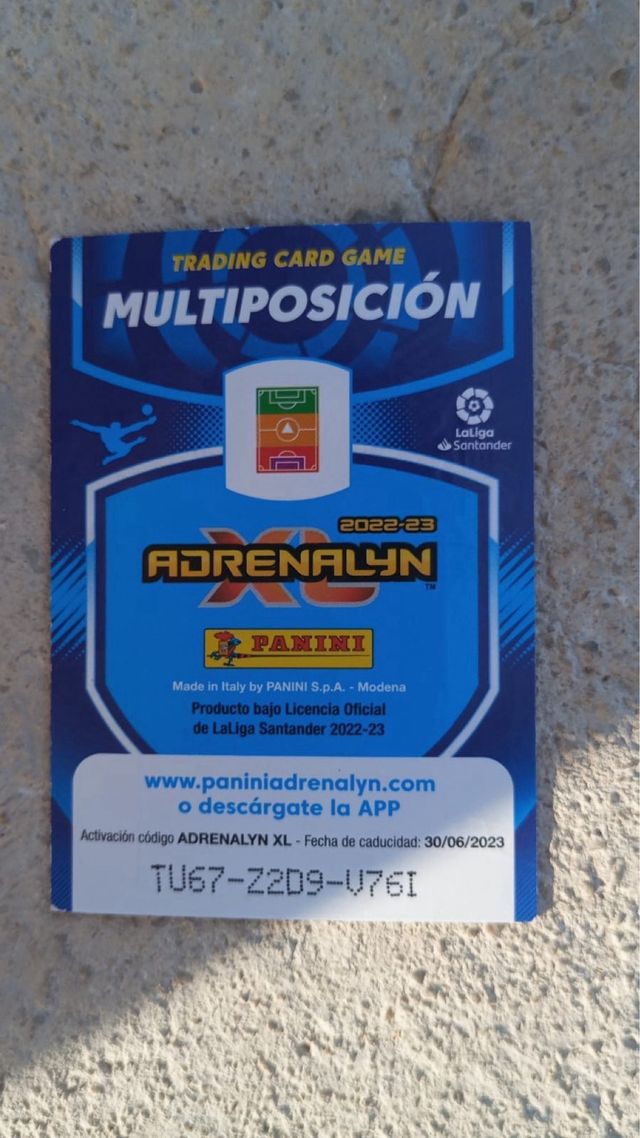 TRADING CARD GAME
MULTIPOSICIÓN
LaLiga
Santander
2022-23
ADRENALYN
XL
™
PANINI
Made in Italy by PANINI S.p.A. - Modena
Producto bajo Licencia Oficial
de LaLiga Santander 2022-23
www.paniniadrenalyn.com
o descárgate la APP
Activación código ADRENALYN XL - Fecha de caducidad: 30/06/2023
TU67-Z2D9-V76I